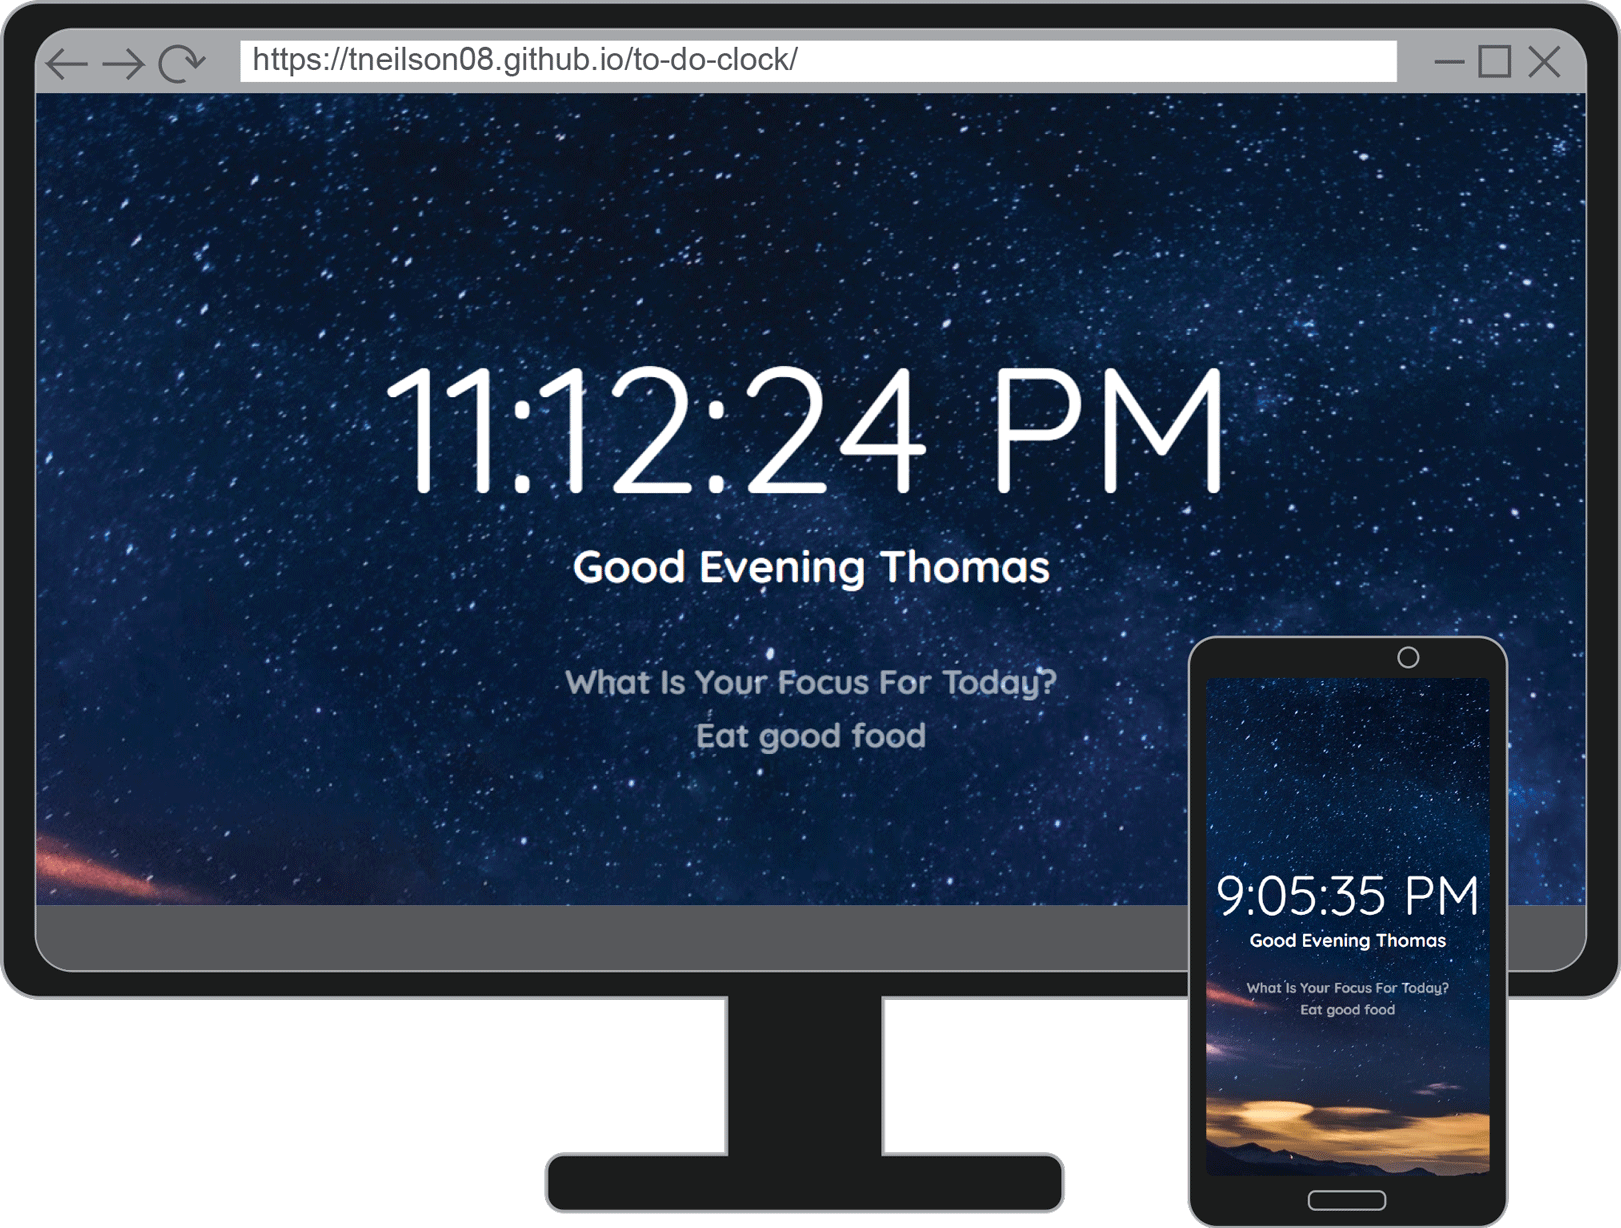 https://tneilson08.github.io/to-do-clock/
11:12:24 PM
Good Evening Thomas
What Is Your Focus For Today?
Eat good food
9:05:35 PM
Good Evening Thomas
What Is Your Focus For Today?
Eat good food